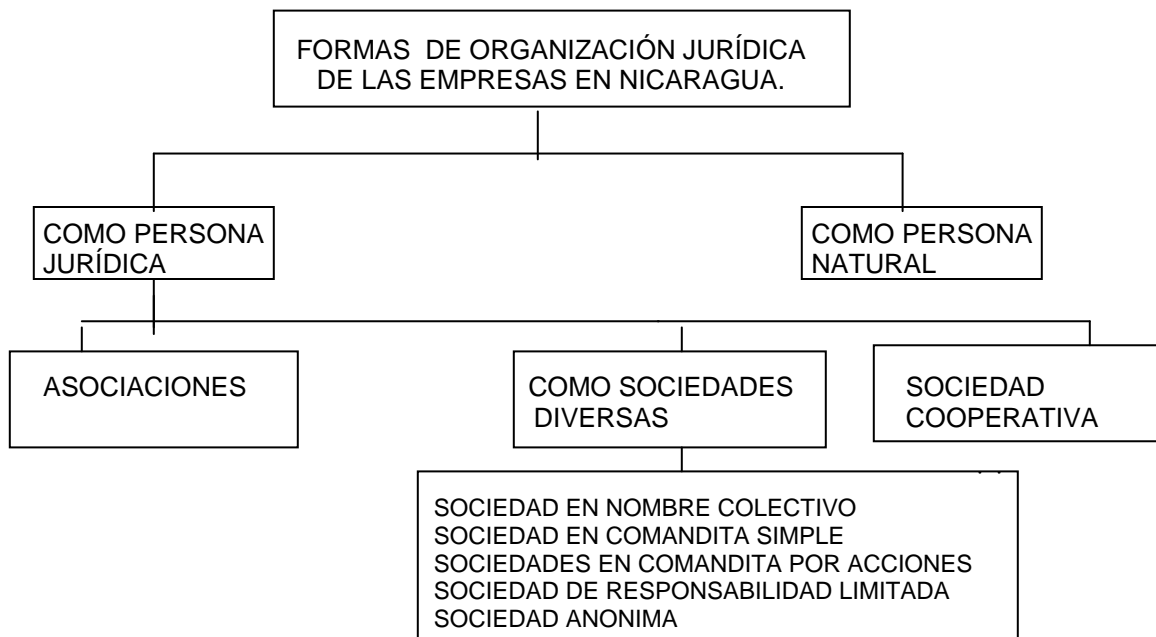 FORMAS DE ORGANIZACIÓN JURÍDICA
DE LAS EMPRESAS EN NICARAGUA.
COMO PERSONA
JURÍDICA
COMO PERSONA
NATURAL
ASOCIACIONES
COMO SOCIEDADES
DIVERSAS
SOCIEDAD
COOPERATIVA
SOCIEDAD EN NOMBRE COLECTIVO
SOCIEDAD EN COMANDITA SIMPLE
SOCIEDADES EN COMANDITA POR ACCIONES
SOCIEDAD DE RESPONSABILIDAD LIMITADA
SOCIEDAD ANONIMA